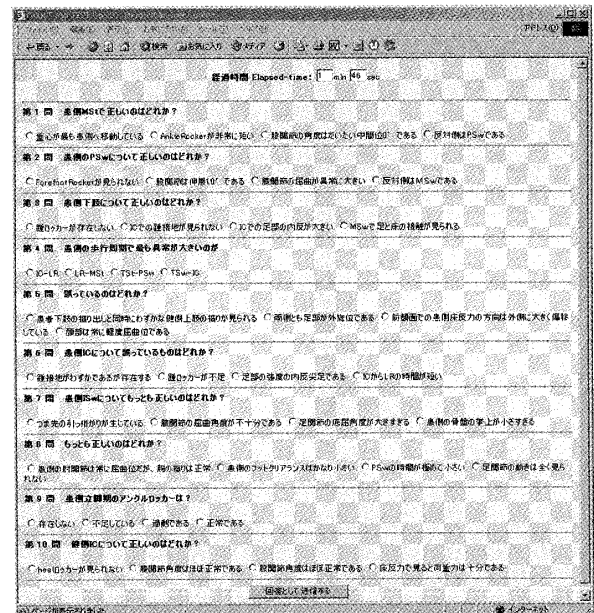 アドレス(D)
戻る 検索 お気に入り メディア
経過時間 Elapsed-time: 1 min 46 sec
第 1 問 患側MStで正しいのはどれか?
重心が最も患側へ移動している AnkleRockerが非常に短い 股関節の角度はだいたい中間位0°である 反対側はPSwである
第 2 問 患側のPSwについて正しいのはどれか?
ForefootRockerが見られない 股関節は伸展10°である 膝関節の屈曲が異常に大きい 反対側はMSwである
第 3 問 患側下肢について正しいのはどれか?
踵ロッカーが存在しない ICでの踵接地が見られない ICでの足部の内反が大きい MSwで足と床の接触が見られる
第 4 問 患側の歩行周期で最も異常が大きいのが
IC-LR LR-MSt TSt-PSw TSw-IC
第 5 問 誤っているのはどれか?
患者下肢の振り出しと同時にわずかな健側上肢の振りが見られる 両側とも足部が外旋位である 前額面での患側床反力の方向は外側に大きく偏移
している 頭部は常に軽度屈曲位である
第 6 問 患側ICについて誤っているものはどれか?
踵接地がわずかであるが存在する 踵ロッカーが不足 足部の強度の内反尖足である ICからLRの時間が短い
第 7 問 患側ISwについてもっとも正しいのはどれか?
つま先の引っ掛かりが生じている 膝関節の屈曲角度が不十分である 足関節の底屈角度が大きすぎる 患側の骨盤の挙上が小さすぎる
第 8 問 もっとも正しいのはどれか?
患側の肘関節は常に屈曲位だが、腕の振りは正常 患側のフットクリアランスはかなり小さい PSwの時間が極めて小さい 足関節の動きは全く見ら
れない
第 9 問 患側立脚期のアンクルロッカーは?
存在しない 不足している 過剰である 正常である
第 10 問 健側ICについて正しいのはどれか?
heelロッカーが見られない 膝関節角度はほぼ正常である 股関節角度はほぼ正常である 床反力で見ると荷重力は十分である
回答として送信する
ページが表示されました
インターネット